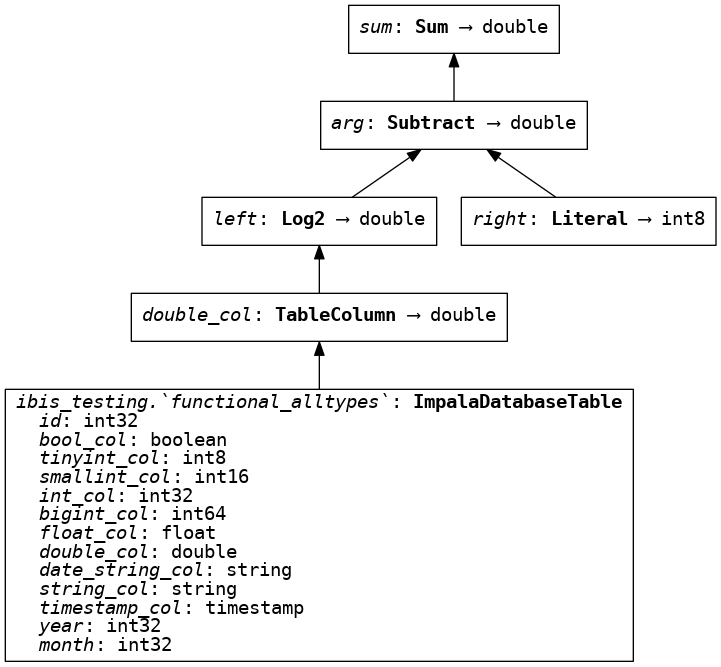 sum: Sum → double
arg: Subtract → double
left: Log2 → double
right: Literal → int8
double_col: TableColumn → double
ibis_testing.`functional_alltypes`: ImpalaDatabaseTable
id: int32
bool_col: boolean
tinyint_col: int8
smallint_col: int16
int_col: int32
bigint_col: int64
float_col: float
double_col: double
date_string_col: string
string_col: string
timestamp_col: timestamp
year: int32
month: int32